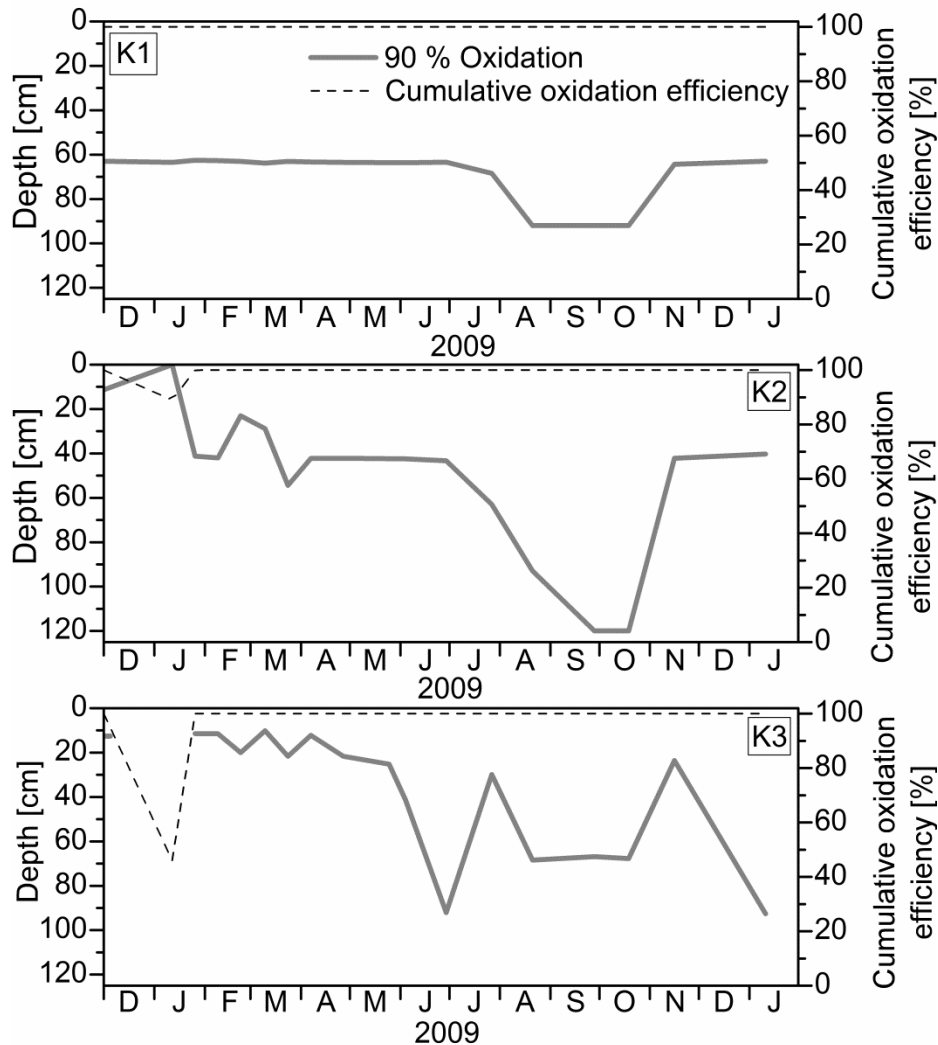 K1
90 % Oxidation
Cumulative oxidation efficiency
Depth [cm]
0
20
40
60
80
100
120
100
80
60
40
20
0
Cumulative oxidation
efficiency [%]
D J F M A M J J A S O N D J
2009
K2
Depth [cm]
0
20
40
60
80
100
120
100
80
60
40
20
0
Cumulative oxidation
efficiency [%]
D J F M A M J J A S O N D J
2009
K3
Depth [cm]
0
20
40
60
80
100
120
100
80
60
40
20
0
Cumulative oxidation
efficiency [%]
D J F M A M J J A S O N D J
2009